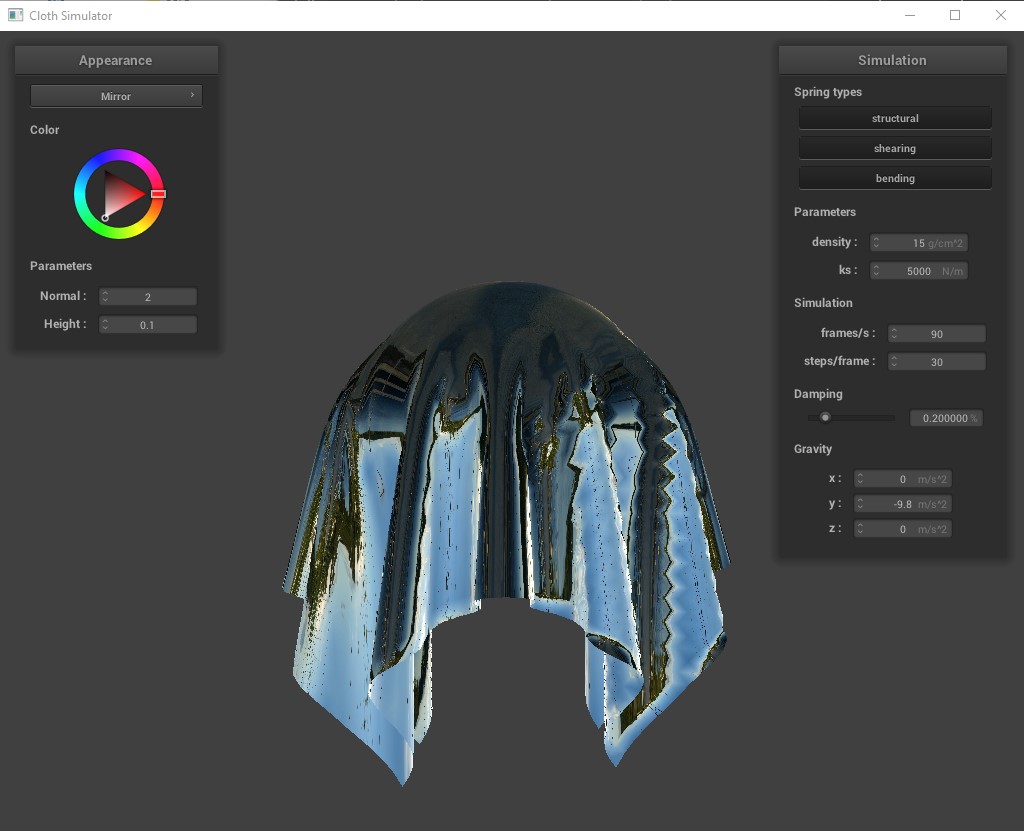 Cloth Simulator
Appearance
Mirror
Color
Parameters
Normal : 2
Height : 0.1
Simulation
Spring types
structural
shearing
bending
Parameters
density : 15 g/cm^2
ks : 5000 N/m
Simulation
frames/s : 90
steps/frame : 30
Damping
0.200000 %
Gravity
x : 0 m/s^2
y : -9.8 m/s^2
z : 0 m/s^2